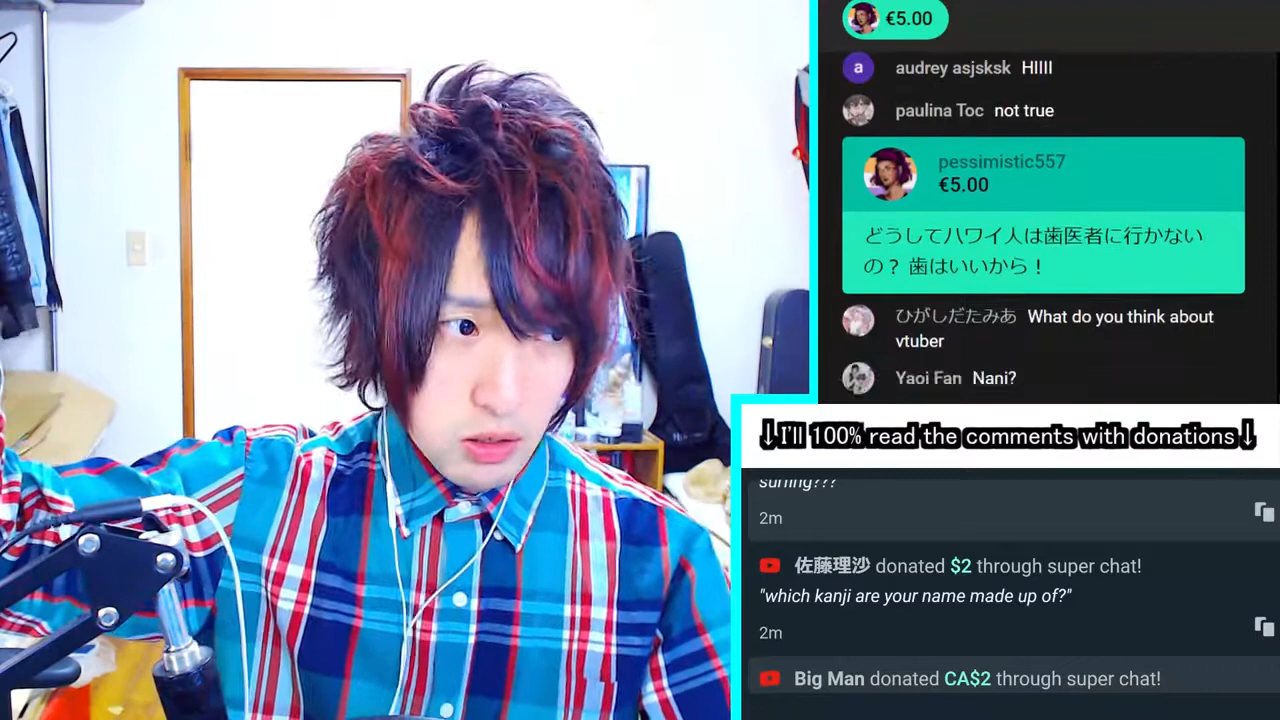 €5.00
a audrey asjsksk HIIII
paulina Toc not true
pessimistic557
€5.00
どうしてハワイ人は歯医者に行かない
の？ 歯はいいから！
ひがしだたみあ What do you think about
vtuber
Yaoi Fan Nani?
↓I'll 100% read the comments with donations↓
surfing???
2m
佐藤理沙 donated $2 through super chat!
"which kanji are your name made up of?"
2m
Big Man donated CA$2 through super chat!